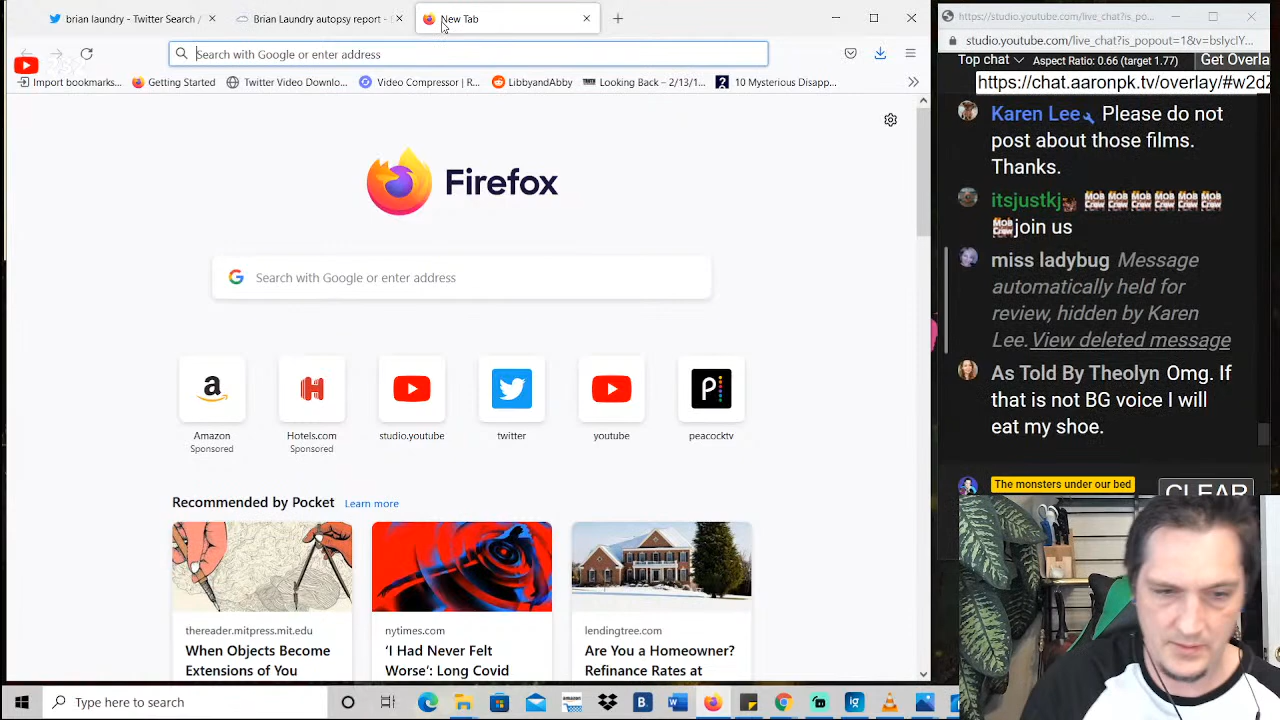 brian laundry - Twitter Search /
Brian Laundry autopsy report -
New Tab
Search with Google or enter address
Import bookmarks...
Getting Started
Twitter Video Downlo...
Video Compressor | R...
LibbyandAbby
Looking Back – 2/13/1...
10 Mysterious Disapp...
Firefox
Search with Google or enter address
Amazon
Sponsored
Hotels.com
Sponsored
studio.youtube
twitter
youtube
peacocktv
Recommended by Pocket Learn more
thereader.mitpress.mit.edu
When Objects Become
Extensions of You
nytimes.com
‘I Had Never Felt
Worse’: Long Covid
lendingtree.com
Are You a Homeowner?
Refinance Rates at
Type here to search
https://studio.youtube.com/live_chat?is_po...
studio.youtube.com/live_chat?is_popout=1&v=bslyclY...
Top chat
Aspect Ratio: 0.66 (target 1.77)
Get Overla
https://chat.aaronpk.tv/overlay/#w2dZ
Karen Lee Please do not
post about those films.
Thanks.
itsjustkj
join us
miss ladybug Message
automatically held for
review, hidden by Karen
Lee. View deleted message
As Told By Theolyn Omg. If
that is not BG voice I will
eat my shoe.
The monsters under our bed
CLEAR